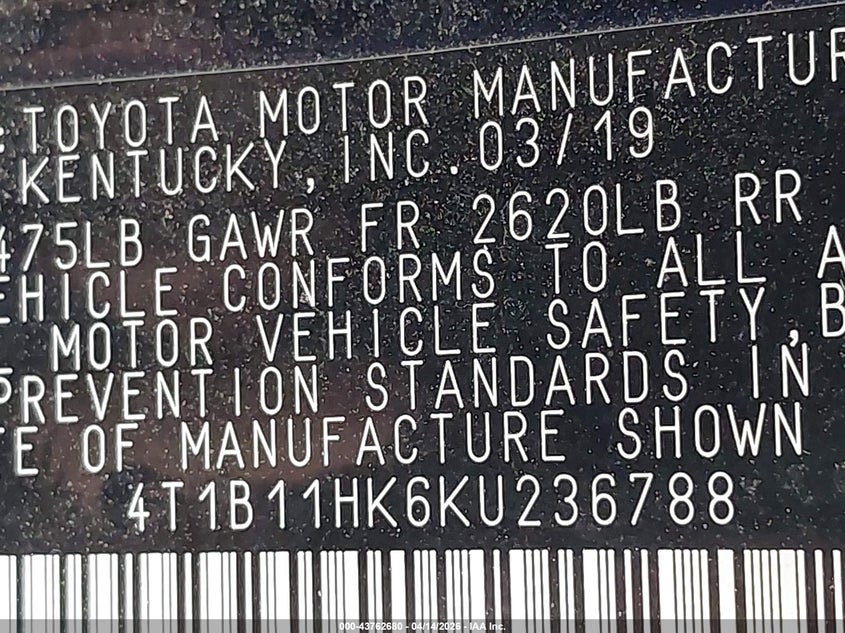 TOYOTA MOTOR MANUFACTUR
KENTUCKY, INC. 03/19
475LB GAWR FR 2620LB RR
EHICLE CONFORMS TO ALL A
MOTOR VEHICLE SAFETY, B
PREVENTION STANDARDS IN
E OF MANUFACTURE SHOWN
4T1B11HK6KU236788
000-43762680 - 04/14/2026 - IAA Inc.